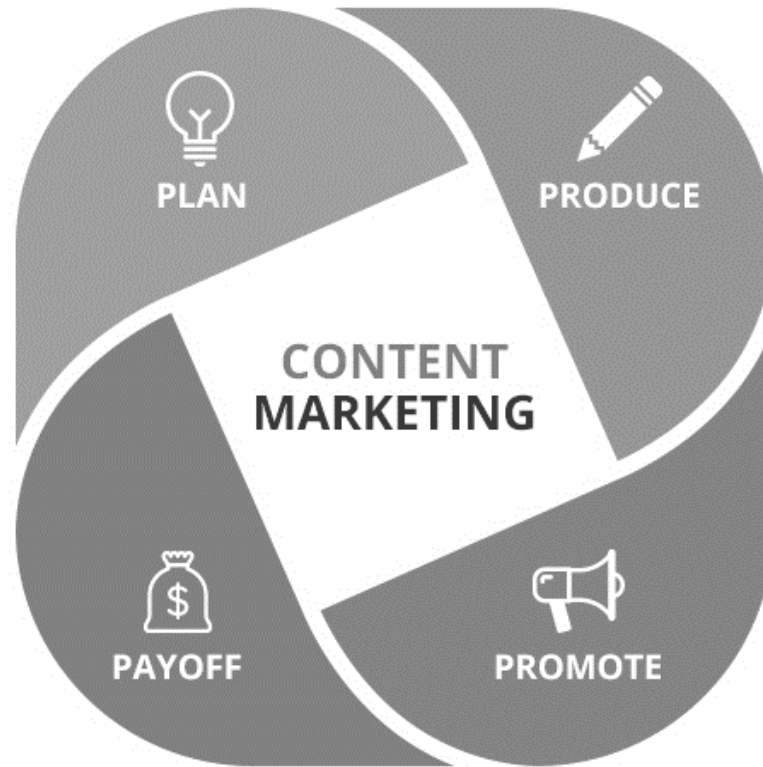 PLAN
PRODUCE
CONTENT
MARKETING
$
PAYOFF
PROMOTE